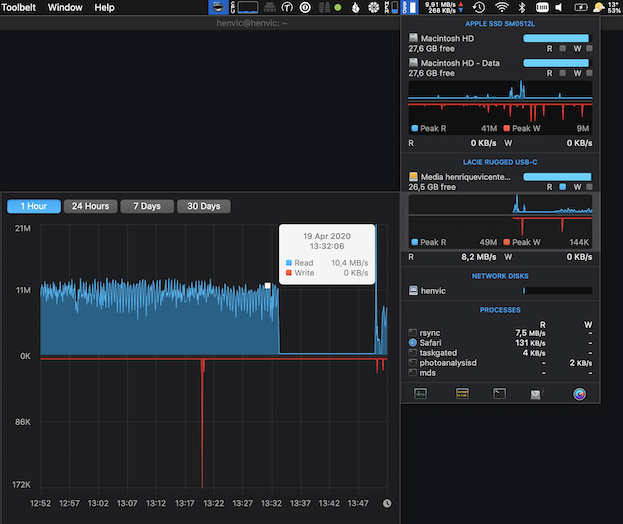 Toolbelt Window Help
9,91 MB/s
268 KB/s
13°
53%
henvic@henvic: ~
APPLE SSD SM0512L
Macintosh HD
27,6 GB free R W
Macintosh HD - Data
27,6 GB free R W
Peak R 41M Peak W 9M
R 0 KB/s W 0 KB/s
LACIE RUGGED USB-C
Media henriquevicente...
26,5 GB free R W
Peak R 49M Peak W 144K
R 8,2 MB/s W 0 KB/s
NETWORK DISKS
henvic
PROCESSES
R W
rsync 7,5 MB/s -
Safari 131 KB/s -
taskgated 4 KB/s -
photoanalysisd - 2 KB/s
mds - -
1 Hour 24 Hours 7 Days 30 Days
19 Apr 2020
13:32:06
Read 10,4 MB/s
Write 0 KB/s
21M
11M
0K
86K
172K
12:52 12:57 13:02 13:07 13:12 13:17 13:22 13:27 13:32 13:37 13:42 13:47